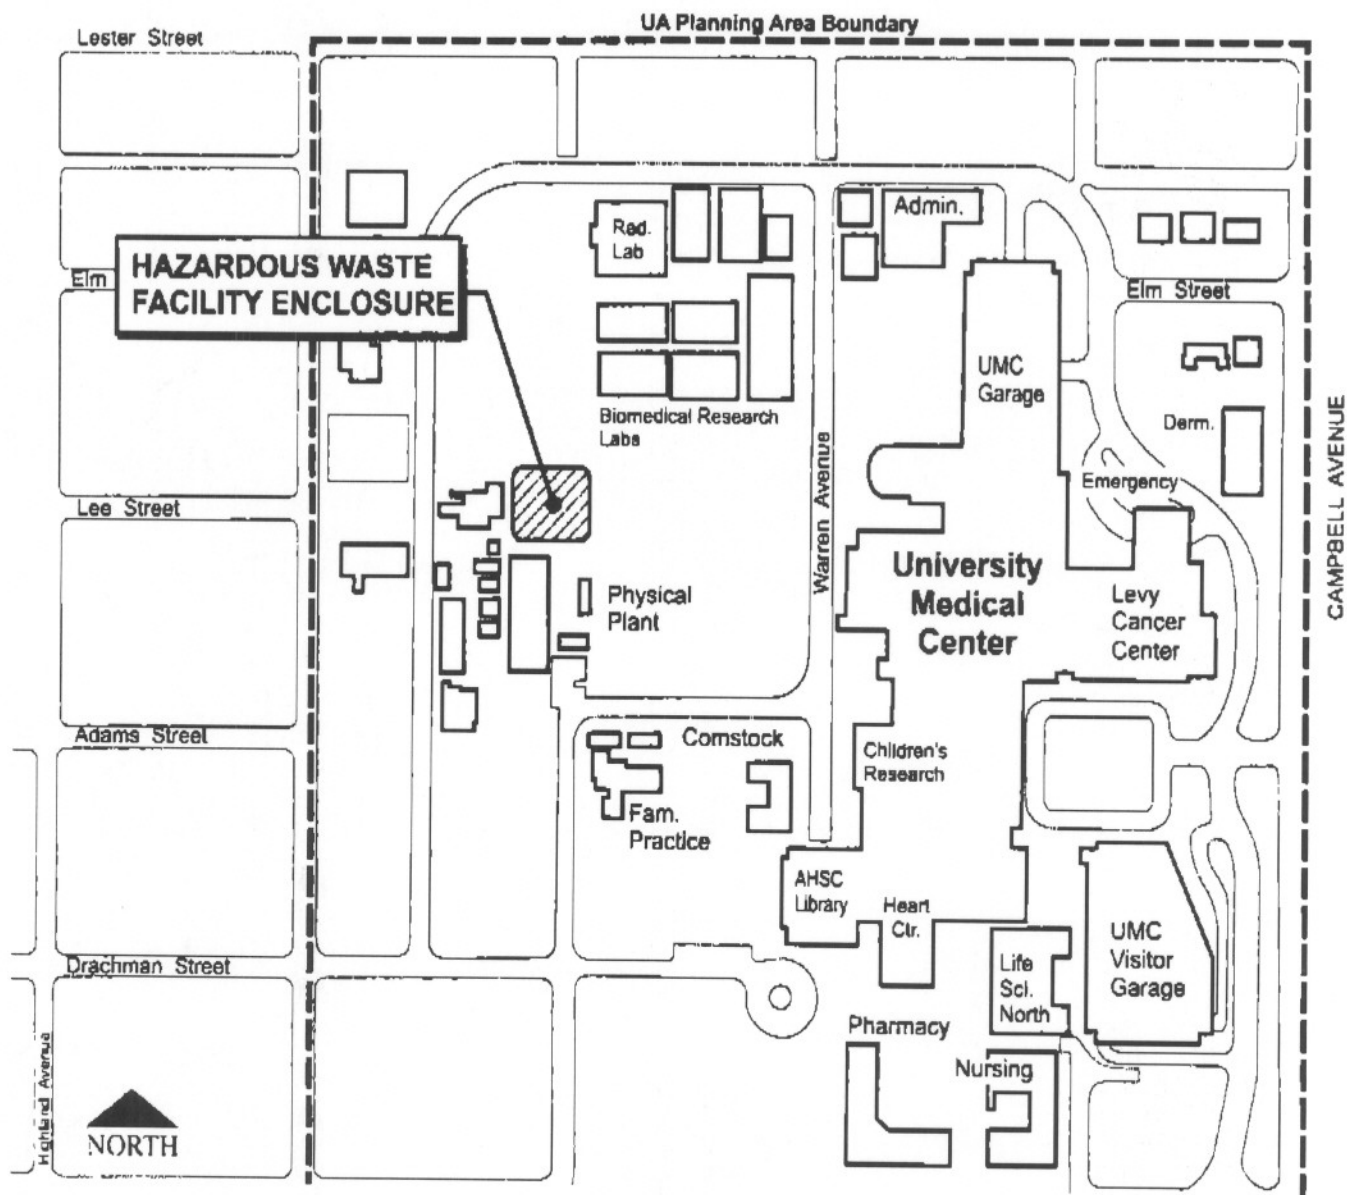 UA Planning Area Boundary
Lester Street
Admin.
Rad.
Lab
HAZARDOUS WASTE
FACILITY ENCLOSURE
Elm
Elm Street
UMC
Garage
Biomedical Research
Labs
Derm.
CAMPBELL AVENUE
Warren Avenue
Emergency
Lee Street
University
Medical
Center
Physical
Plant
Levy
Cancer
Center
Adams Street
Comstock
Children's
Research
Fam.
Practice
AHSC
Library
Heart
Ctr.
UMC
Visitor
Garage
Life
Sci.
North
Drachman Street
Pharmacy
Nursing
Highland Avenue
NORTH